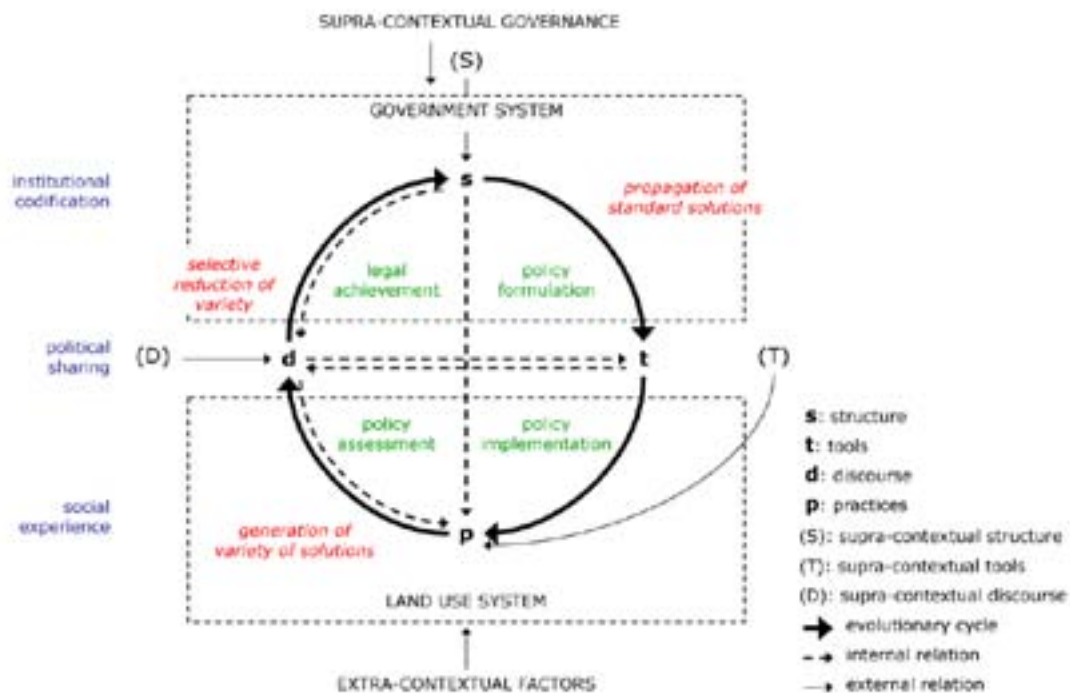 SUPRA-CONTEXTUAL GOVERNANCE
(S)
GOVERNMENT SYSTEM
institutional
codification
s
propagation of
standard solutions
selective
reduction of
variety
legal
achievement
policy
formulation
political
sharing
(D)
d
t
(T)
policy
assessment
policy
implementation
social
experience
generation of
variety of solutions
p
LAND USE SYSTEM
EXTRA-CONTEXTUAL FACTORS
s: structure
t: tools
d: discourse
p: practices
(S): supra-contextual structure
(T): supra-contextual tools
(D): supra-contextual discourse
evolutionary cycle
internal relation
external relation